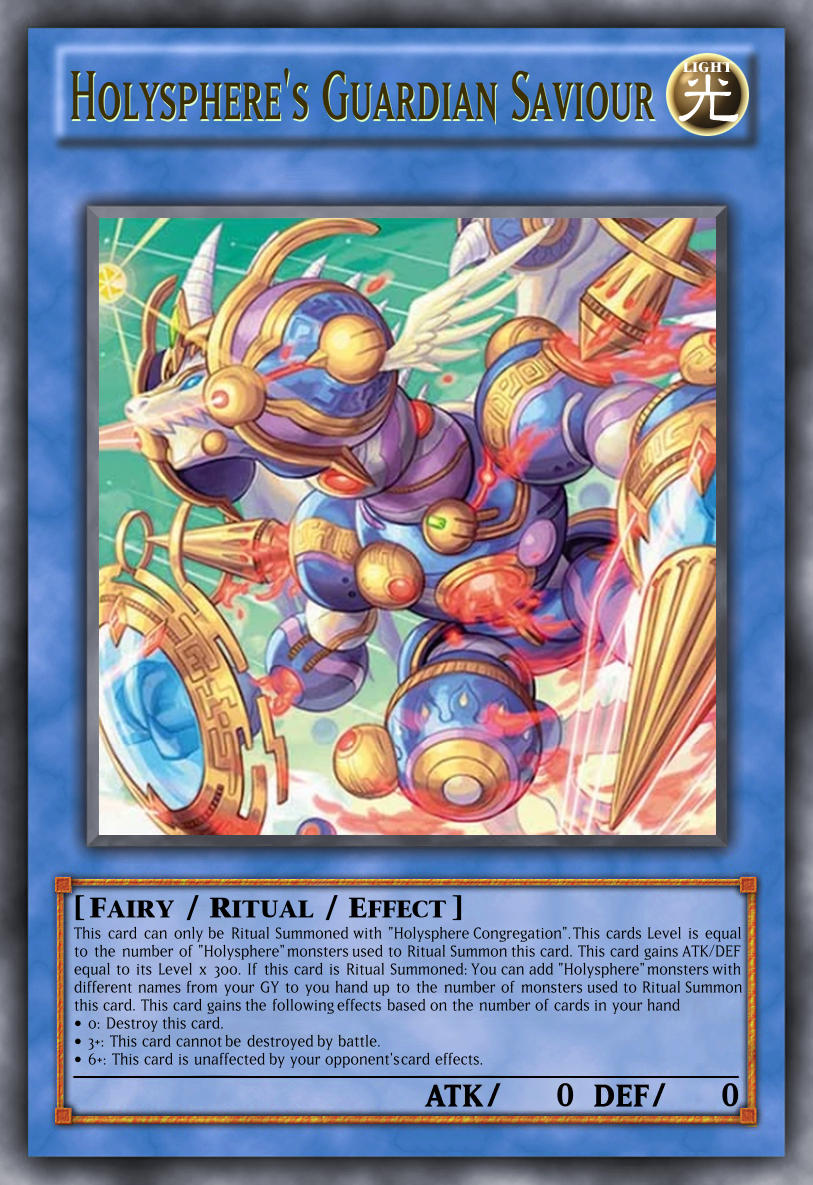 Holysphere's Guardian Saviour
LIGHT
光
[ Fairy / Ritual / Effect ]
This card can only be Ritual Summoned with "Holysphere Congregation". This cards Level is equal
to the number of "Holysphere" monsters used to Ritual Summon this card. This card gains ATK/DEF
equal to its Level x 300. If this card is Ritual Summoned: You can add "Holysphere" monsters with
different names from your GY to you hand up to the number of monsters used to Ritual Summon
this card. This card gains the following effects based on the number of cards in your hand
• 0: Destroy this card.
• 3+: This card cannot be destroyed by battle.
• 6+: This card is unaffected by your opponent's card effects.
ATK/ 0 DEF/ 0